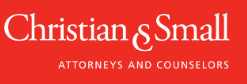 Christian & Small
ATTORNEYS AND COUNSELORS